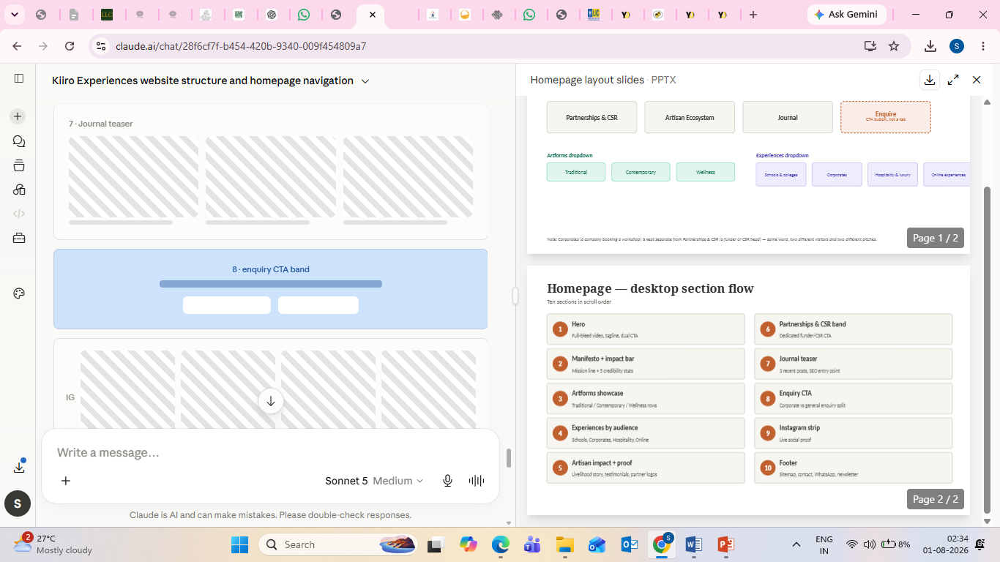 LLC
Ask Gemini
claude.ai/chat/28f6cf7f-b454-420b-9340-009f454809a7
S
Kiiro Experiences website structure and homepage navigation
7 · Journal teaser
8 · enquiry CTA band
IG
Write a message...
Sonnet 5 Medium
Claude is AI and can make mistakes. Please double-check responses.
S
Homepage layout slides · PPTX
Partnerships & CSR
Artisan Ecosystem
Journal
Enquire
CTA button, not a tab
Artforms dropdown
Traditional
Contemporary
Wellness
Experiences dropdown
Schools & colleges
Corporates
Hospitality & luxury
Online experiences
Note: Corporates (a company booking a workshop) is kept separate from Partnerships & CSR (a funder or CSR head) — same word, two different visitors and two different pitches.
Page 1 / 2
Homepage — desktop section flow
Ten sections in scroll order
1
Hero
Full-bleed video, tagline, dual CTA
2
Manifesto + impact bar
Mission line + 5 credibility stats
3
Artforms showcase
Traditional / Contemporary / Wellness rows
4
Experiences by audience
Schools, Corporates, Hospitality, Online
5
Artisan impact + proof
Livelihood story, testimonials, partner logos
6
Partnerships & CSR band
Dedicated funder/CSR CTA
7
Journal teaser
3 recent posts, SEO entry point
8
Enquiry CTA
Corporate vs general enquiry split
9
Instagram strip
Live social proof
10
Footer
Sitemap, contact, WhatsApp, newsletter
Page 2 / 2
2
27°C
Mostly cloudy
Search
S
ENG
IN
8%
02:34
01-08-2026